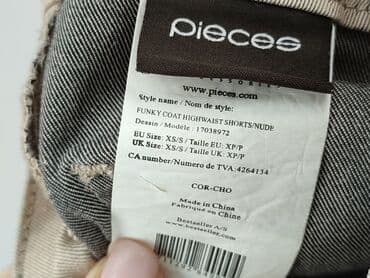 pieces
ACCESSORIES
www.pieces.com
Style name / Nom de style:
FUNKY COAT HIGHWAIST SHORTS/NUDE
Dessin / Modèle : 17038972
EU Size: XS/S / Taille EU: XP/P
UK Size: XS/S / Taille UK: XP/P
CA number/Numero de TVA:4264134
COR-CHO
Made in China
Fabriqué en Chine
Bestseller A/S
www.bestseller.com